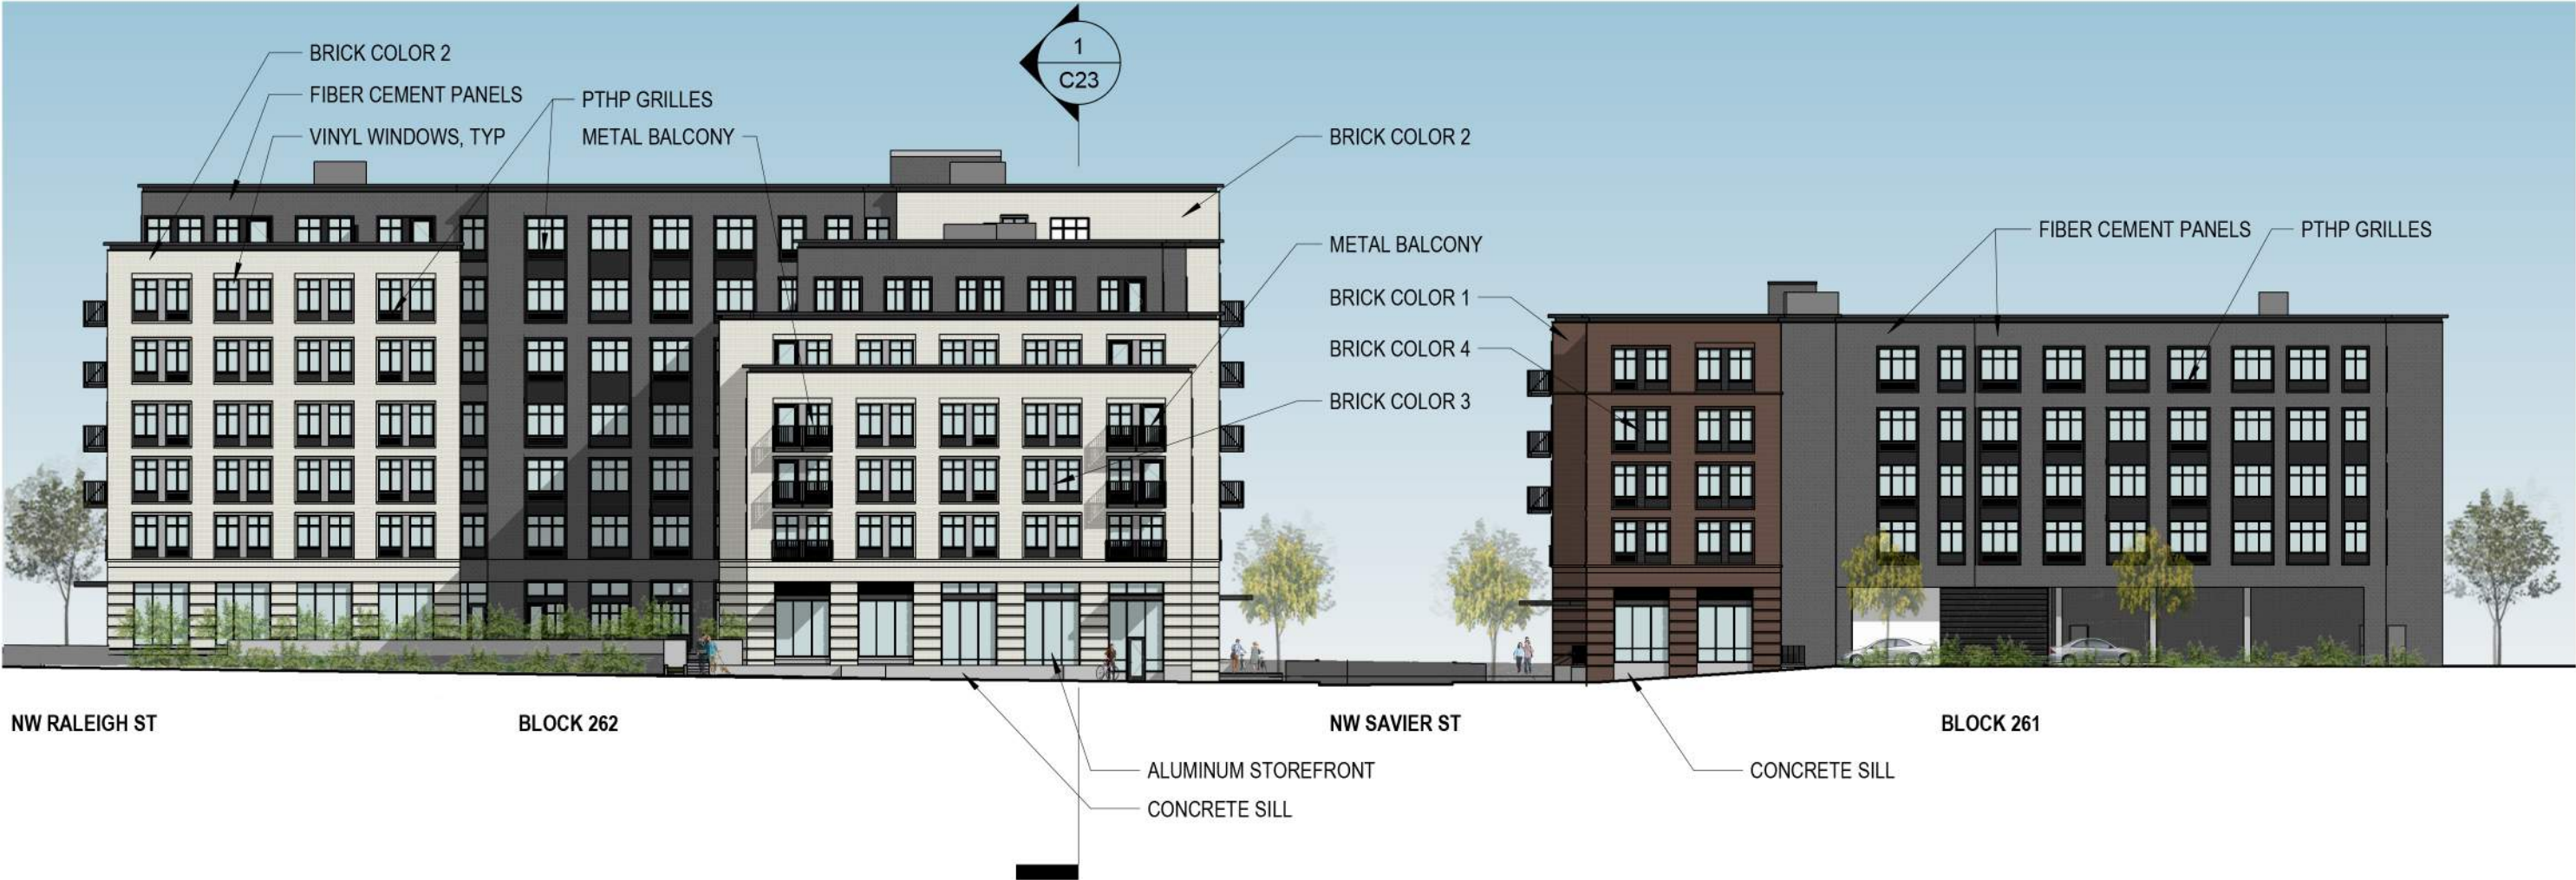 1
C23
BRICK COLOR 2
FIBER CEMENT PANELS
VINYL WINDOWS, TYP
PTHP GRILLES
METAL BALCONY
BRICK COLOR 2
METAL BALCONY
BRICK COLOR 1
BRICK COLOR 4
BRICK COLOR 3
FIBER CEMENT PANELS
PTHP GRILLES
NW RALEIGH ST
BLOCK 262
NW SAVIER ST
BLOCK 261
ALUMINUM STOREFRONT
CONCRETE SILL
CONCRETE SILL